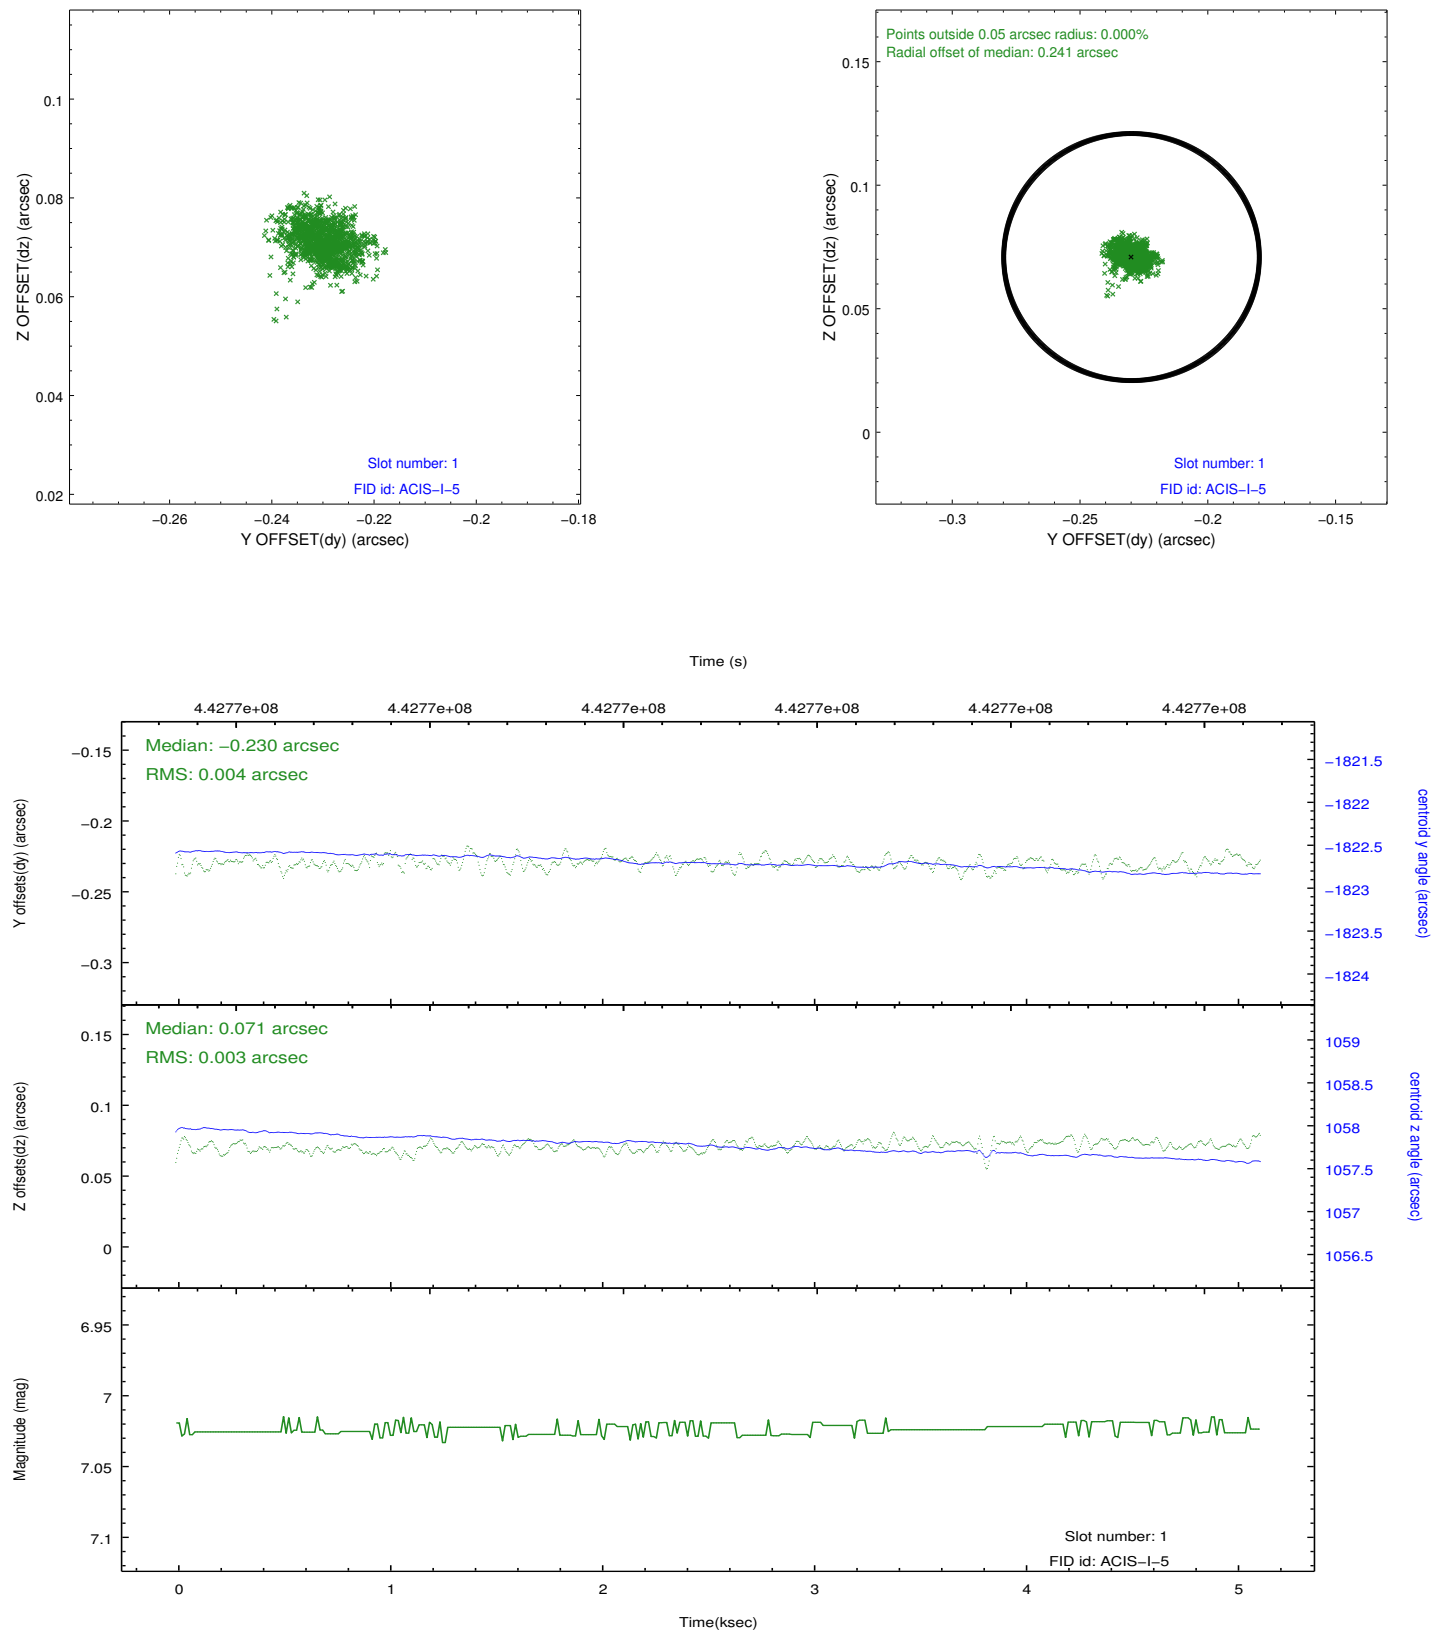 0.1
0.08
0.06
0.04
0.02
Z OFFSET(dz) (arcsec)
Slot number: 1
FID id: ACIS−I−5
−0.26 −0.24 −0.22 −0.2 −0.18
Y OFFSET(dy) (arcsec)
Points outside 0.05 arcsec radius: 0.000%
Radial offset of median: 0.241 arcsec
0.15
0.1
0.05
0
Z OFFSET(dz) (arcsec)
Slot number: 1
FID id: ACIS−I−5
−0.3 −0.25 −0.2 −0.15
Y OFFSET(dy) (arcsec)
Time (s)
4.4277e+08 4.4277e+08 4.4277e+08 4.4277e+08 4.4277e+08 4.4277e+08
Median: −0.230 arcsec
RMS: 0.004 arcsec
−0.15
−0.2
−0.25
−0.3
Y offsets(dy) (arcsec)
−1821.5
−1822
−1822.5
−1823
−1823.5
−1824
centroid y angle (arcsec)
Median: 0.071 arcsec
RMS: 0.003 arcsec
0.15
0.1
0.05
0
Z offsets(dz) (arcsec)
1059
1058.5
1058
1057.5
1057
1056.5
centroid z angle (arcsec)
6.95
7
7.05
7.1
Magnitude (mag)
Slot number: 1
FID id: ACIS−I−5
0 1 2 3 4 5
Time(ksec)